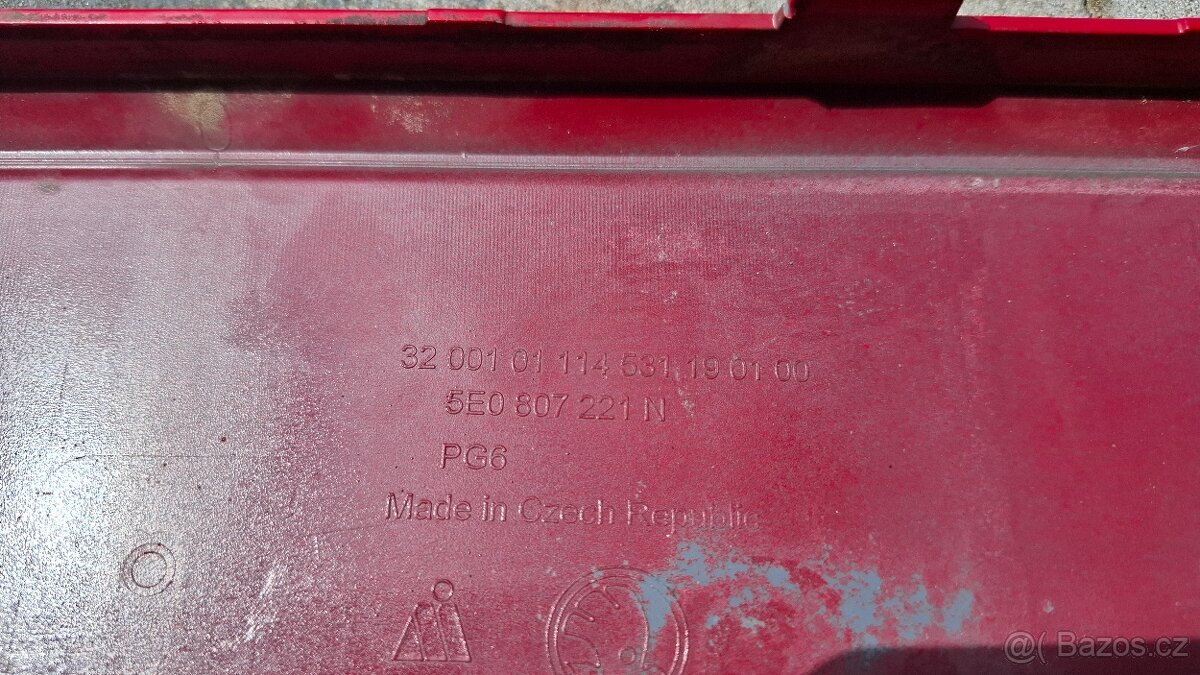 32 001 01 114 531 19 01 00
5E0 807 221 N
PG6
Made in Czech Republic
@( Bazos.cz